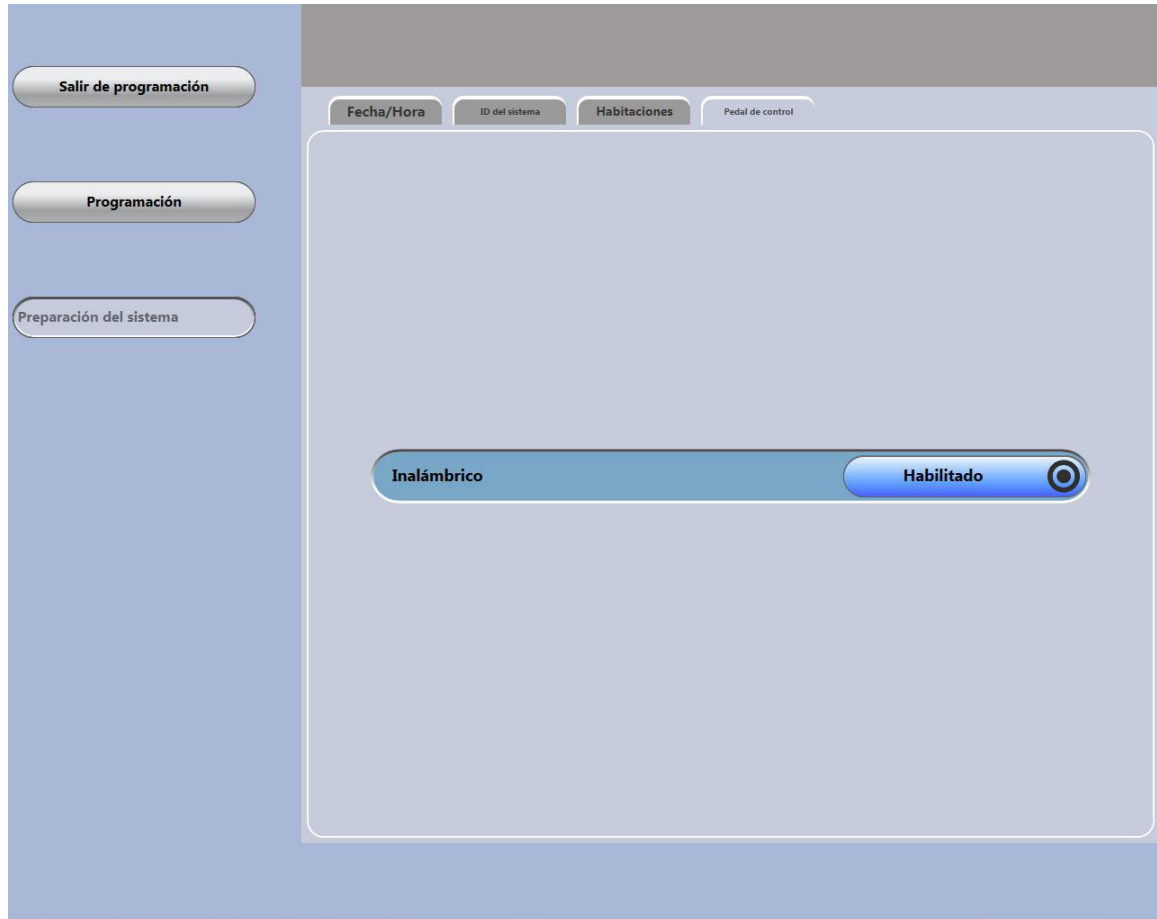 Salir de programación
Fecha/Hora
ID del sistema
Habitaciones
Pedal de control
Programación
Preparación del sistema
Inalámbrico
Habilitado